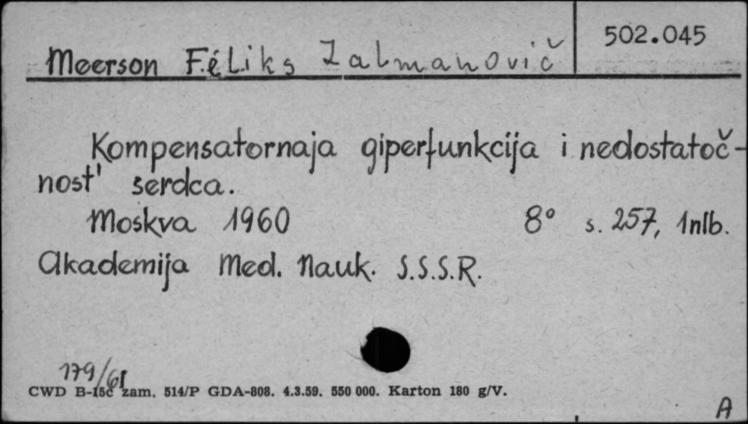 502.045
Meerson Feliks Zalmanovič
Kompensatornaja giperfunkcija i nedostatoč-
nost' serdca.
Moskva 1960 8° s. 257, 1nlb.
Akademija Med. Nauk. S.S.S.R.
179/61
CWD B-15c zam. 514/P GDA-808. 4.3.59. 550 000. Karton 180 g/V.
A